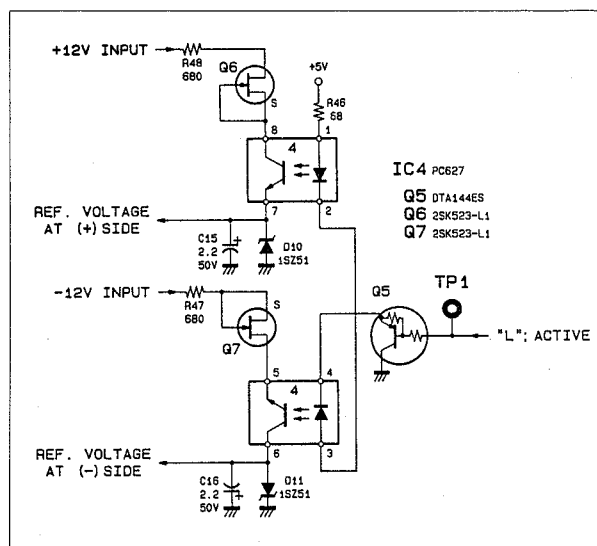 +12V INPUT
R48
680
Q6
S
+5V
R46
68
8
1
4
7
2
IC4 PC627
Q5 DTA144ES
Q6 2SK523-L1
Q7 2SK523-L1
REF. VOLTAGE
AT (+) SIDE
C15
2.2
50V
+
D10
1SZ51
-12V INPUT
R47
680
S
Q7
Q5
TP1
"L"; ACTIVE
5
4
4
6
3
REF. VOLTAGE
AT (-) SIDE
C16
2.2
50V
+
D11
1SZ51